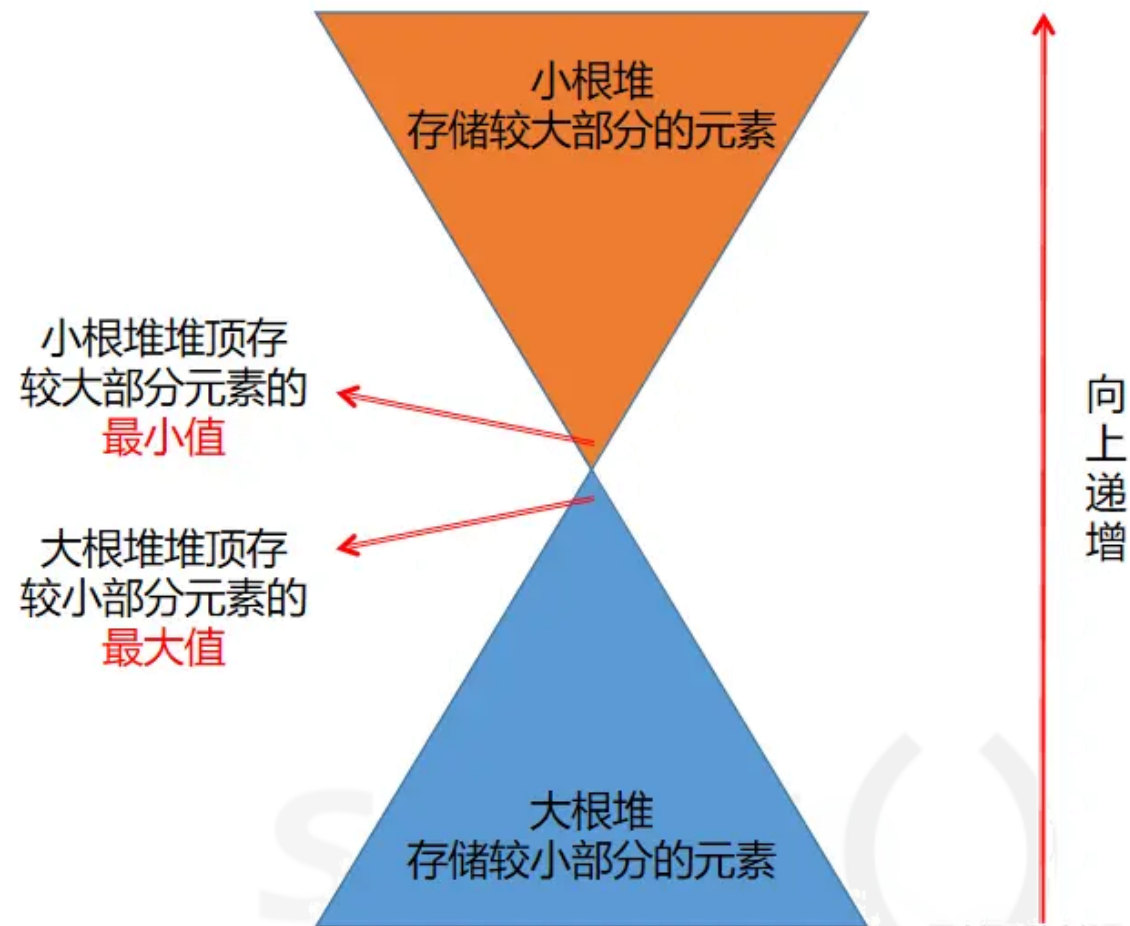 小根堆
存储较大部分的元素
小根堆堆顶存
较大部分元素的
最小值
大根堆堆顶存
较小部分元素的
最大值
向上递增
大根堆
存储较小部分的元素